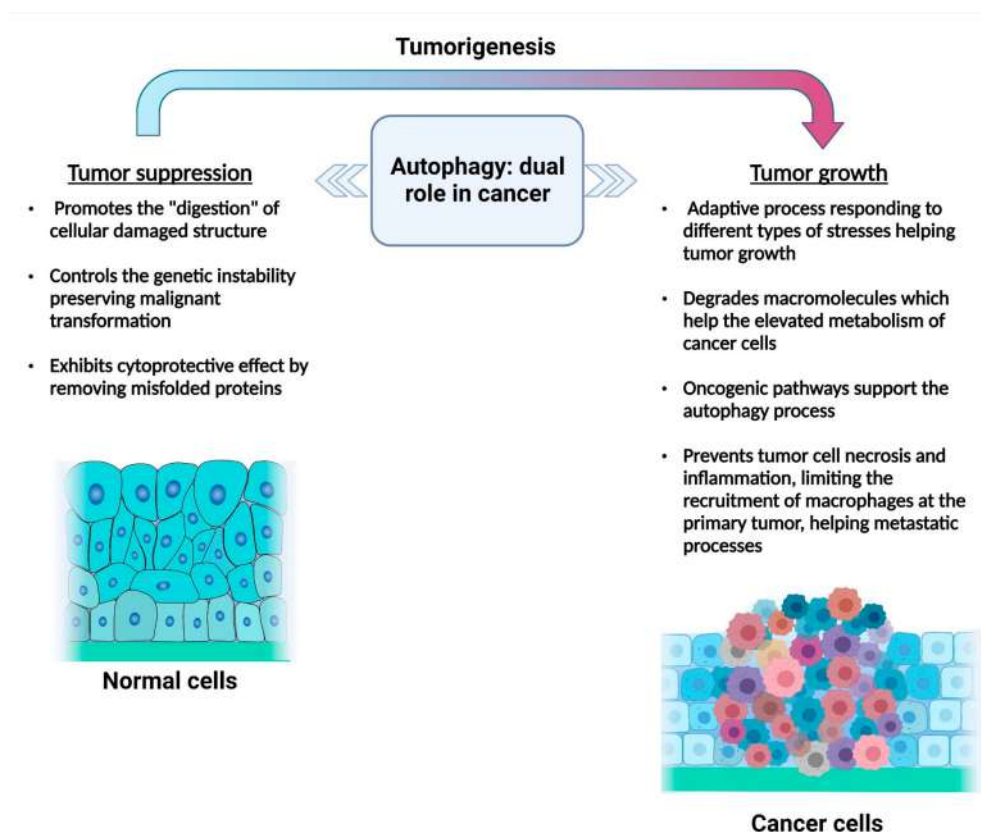 Tumorigenesis
Autophagy: dual
role in cancer
Tumor suppression
• Promotes the "digestion" of
cellular damaged structure
• Controls the genetic instability
preserving malignant
transformation
• Exhibits cytoprotective effect by
removing misfolded proteins
Normal cells
Tumor growth
• Adaptive process responding to
different types of stresses helping
tumor growth
• Degrades macromolecules which
help the elevated metabolism of
cancer cells
• Oncogenic pathways support the
autophagy process
• Prevents tumor cell necrosis and
inflammation, limiting the
recruitment of macrophages at the
primary tumor, helping metastatic
processes
Cancer cells